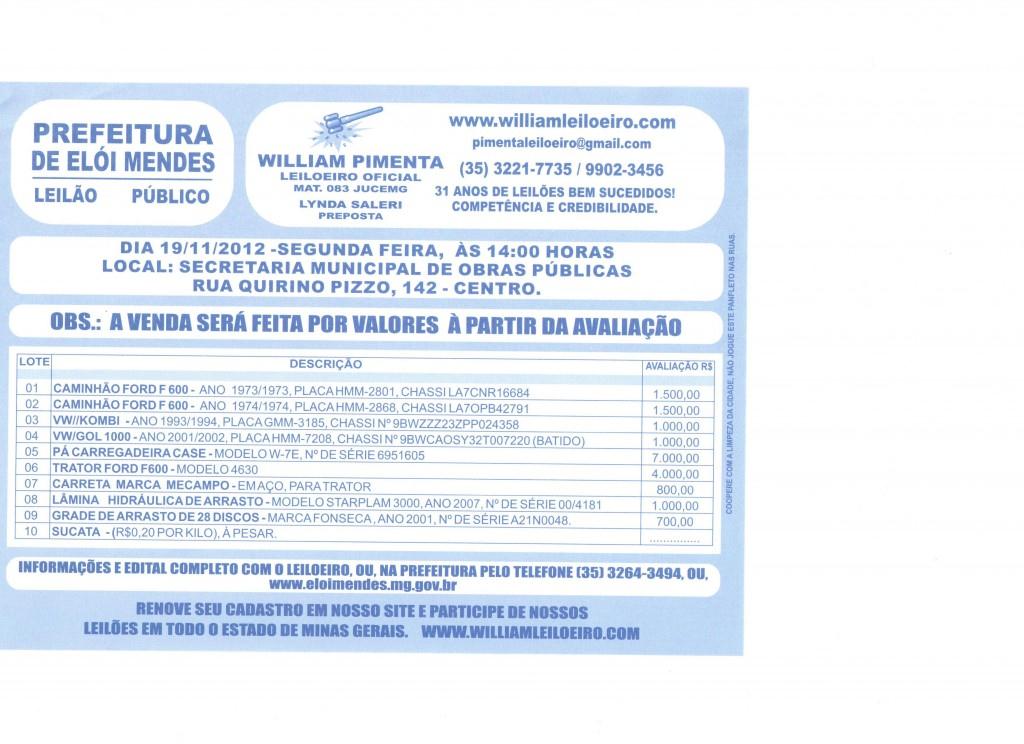 PREFEITURA
DE ELÓI MENDES
LEILÃO PÚBLICO
WILLIAM PIMENTA
LEILOEIRO OFICIAL
MAT. 083 JUCEMG
LYNDA SALERI
PREPOSTA
www.williamleiloeiro.com
pimentaleiloeiro@gmail.com
(35) 3221-7735 / 9902-3456
31 ANOS DE LEILÕES BEM SUCEDIDOS!
COMPETÊNCIA E CREDIBILIDADE.
DIA 19/11/2012 -SEGUNDA FEIRA, ÀS 14:00 HORAS
LOCAL: SECRETARIA MUNICIPAL DE OBRAS PÚBLICAS
RUA QUIRINO PIZZO, 142 - CENTRO.
OBS.: A VENDA SERÁ FEITA POR VALORES À PARTIR DA AVALIAÇÃO
LOTE DESCRIÇÃO AVALIAÇÃO R$
01 CAMINHÃO FORD F 600 - ANO 1973/1973, PLACA HMM-2801, CHASSI LA7CNR16684 1.500,00
02 CAMINHÃO FORD F 600 - ANO 1974/1974, PLACA HMM-2868, CHASSI LA7OPB42791 1.500,00
03 VW//KOMBI - ANO 1993/1994, PLACA GMM-3185, CHASSI Nº 9BWZZZ23ZPP024358 1.000,00
04 VW/GOL 1000 - ANO 2001/2002, PLACA HMM-7208, CHASSI Nº 9BWCAOSY32T007220 (BATIDO) 1.000,00
05 PÁ CARREGADEIRA CASE - MODELO W-7E, Nº DE SÉRIE 6951605 7.000,00
06 TRATOR FORD F600 - MODELO 4630 4.000,00
07 CARRETA MARCA MECAMPO - EM AÇO, PARA TRATOR 800,00
08 LÂMINA HIDRÁULICA DE ARRASTO - MODELO STARPLAM 3000, ANO 2007, Nº DE SÉRIE 00/4181 1.000,00
09 GRADE DE ARRASTO DE 28 DISCOS - MARCA FONSECA, ANO 2001, Nº DE SÉRIE A21N0048. 700,00
10 SUCATA - (R$0,20 POR KILO), À PESAR. ...............
INFORMAÇÕES E EDITAL COMPLETO COM O LEILOEIRO, OU, NA PREFEITURA PELO TELEFONE (35) 3264-3494, OU,
www.eloimendes.mg.gov.br
RENOVE SEU CADASTRO EM NOSSO SITE E PARTICIPE DE NOSSOS
LEILÕES EM TODO O ESTADO DE MINAS GERAIS. WWW.WILLIAMLEILOEIRO.COM
COOPERE COM A LIMPEZA DA CIDADE, NÃO JOGUE ESTE PANFLETO NAS RUAS.